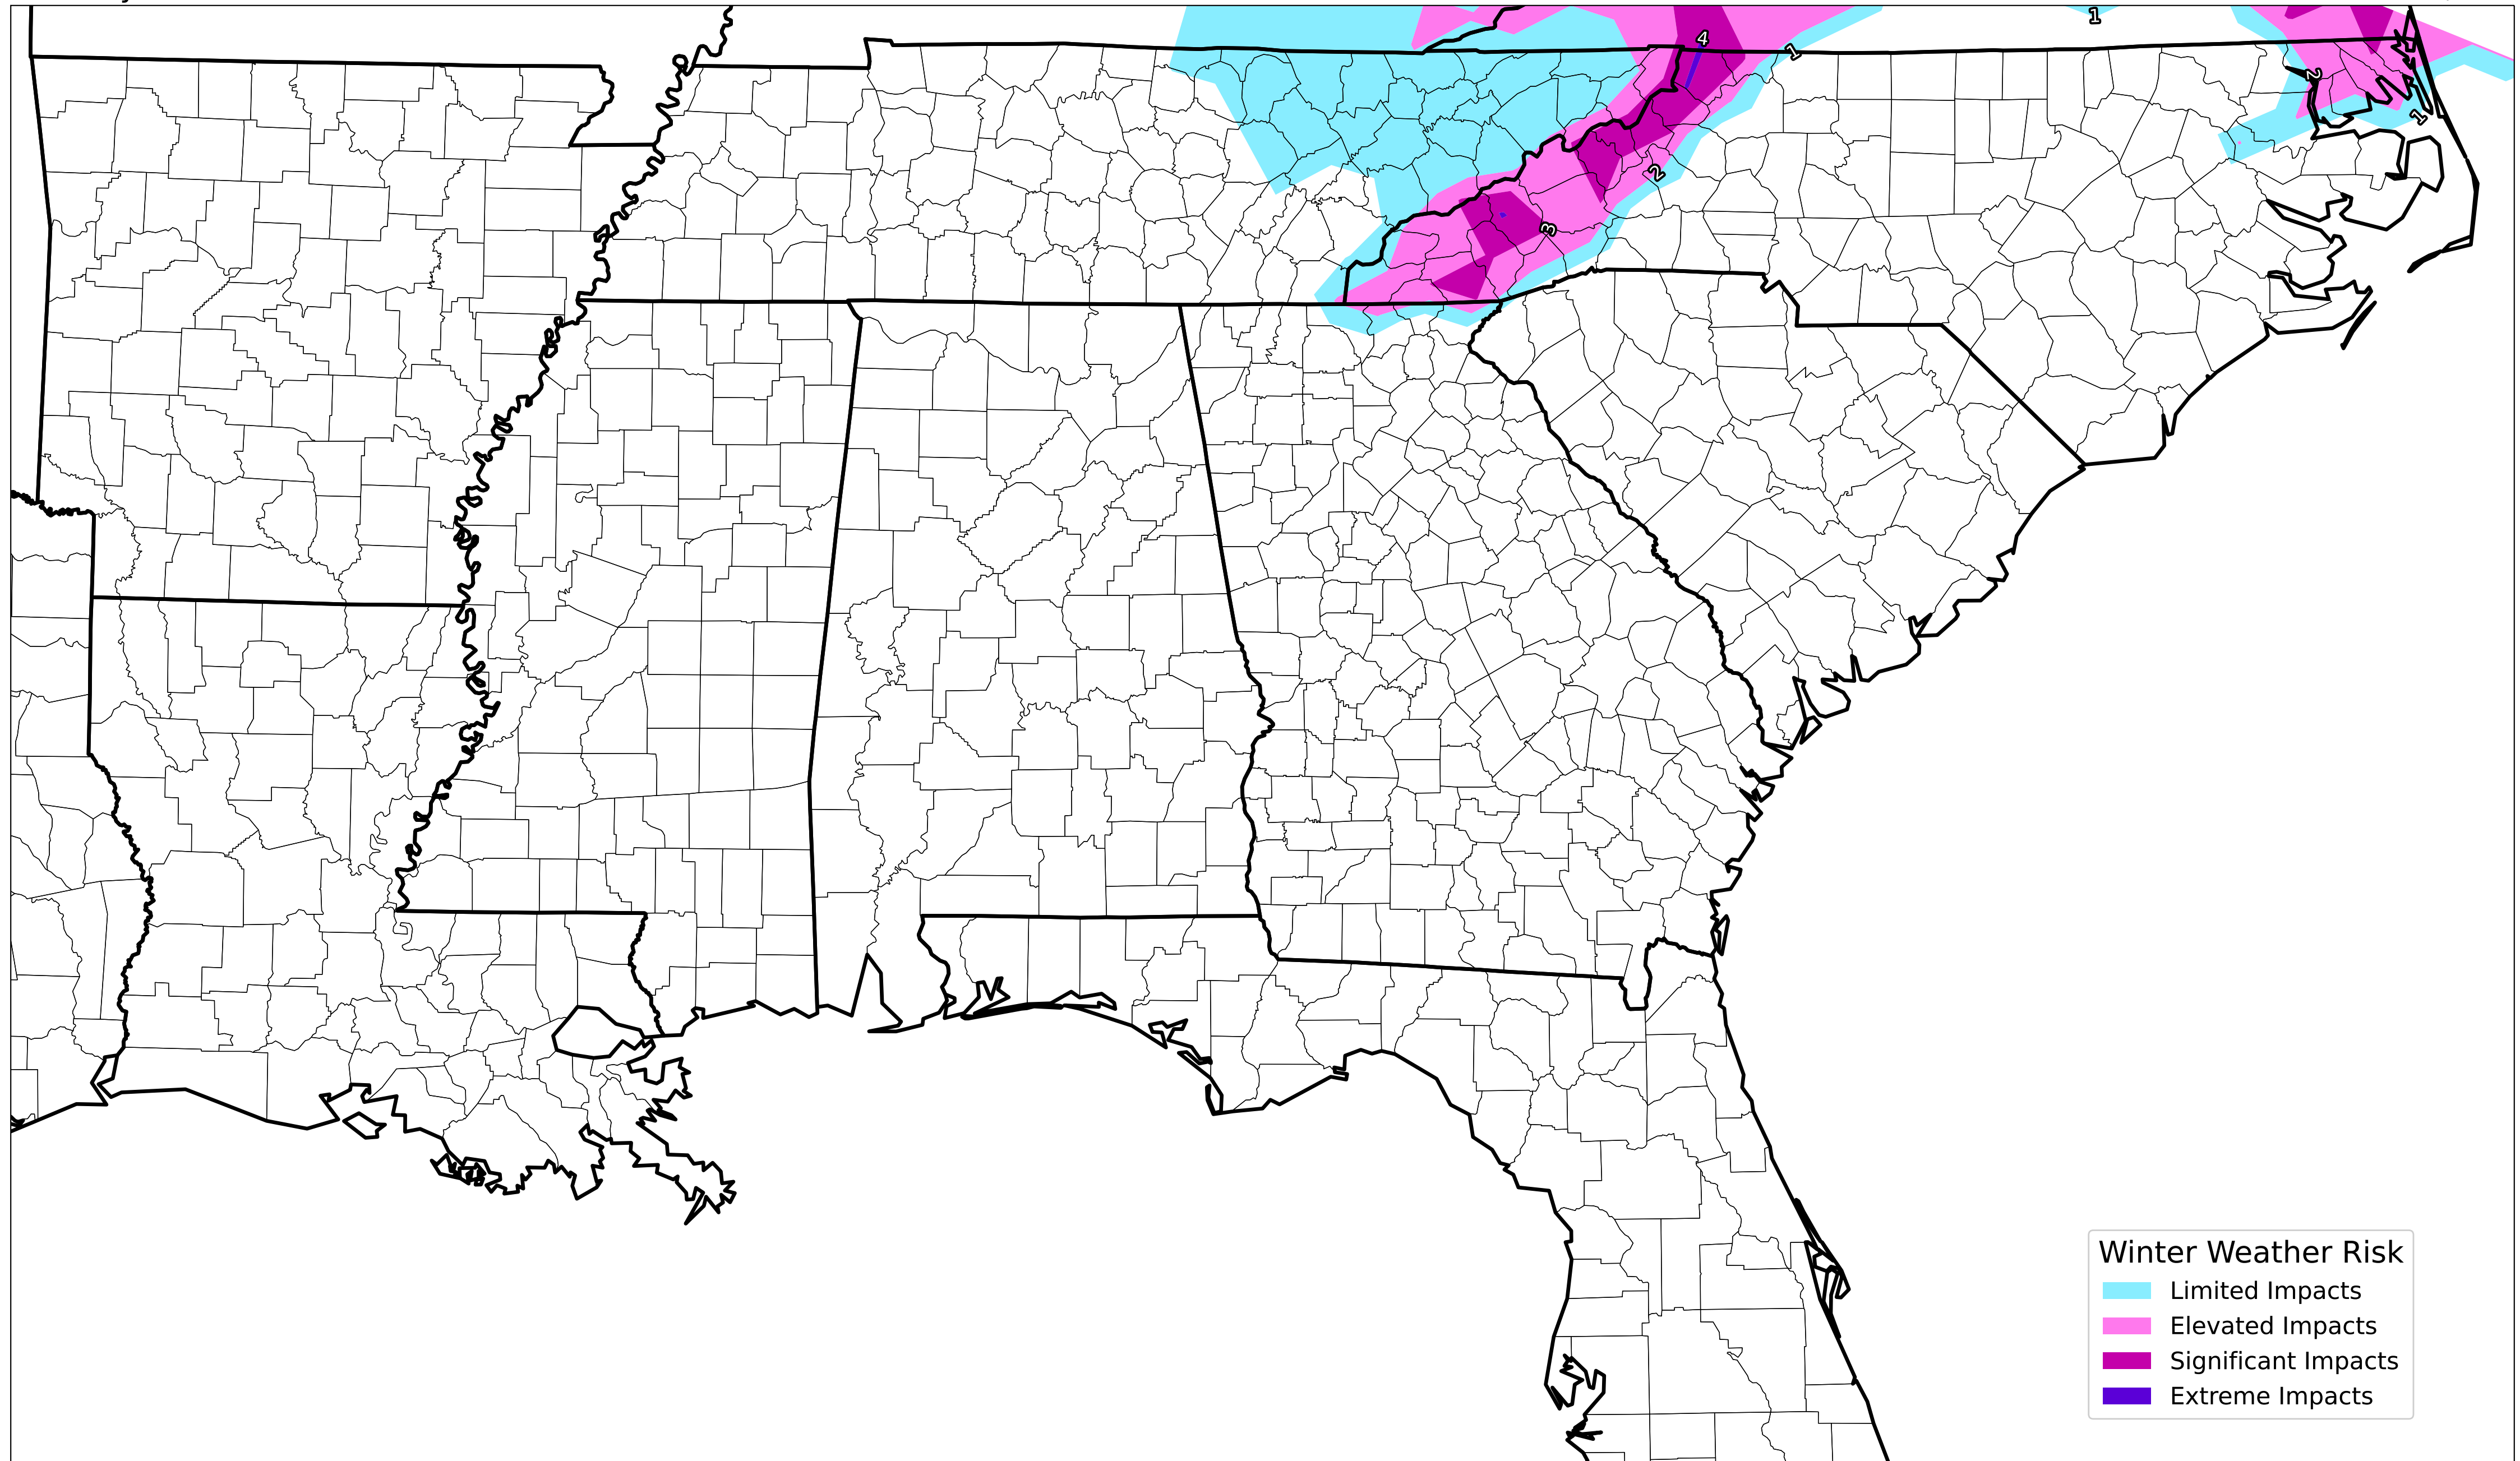 1
4
1
2
1
2
3
Winter Weather Risk
Limited Impacts
Elevated Impacts
Significant Impacts
Extreme Impacts